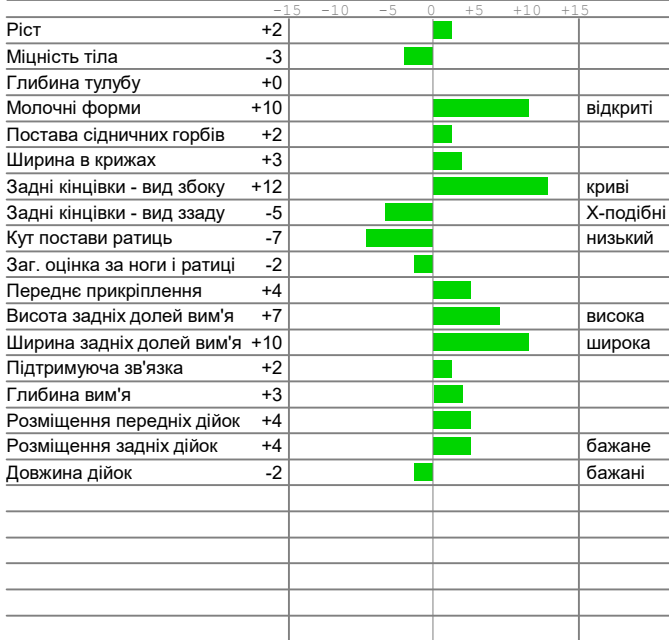 -15 -10 -5 0 +5 +10 +15
Ріст +2
Міцність тіла -3
Глибина тулубу +0
Молочні форми +10 відкриті
Постава сідничних горбів +2
Ширина в крижах +3
Задні кінцівки - вид збоку +12 криві
Задні кінцівки - вид ззаду -5 Х-подібні
Кут постави ратиць -7 низький
Заг. оцінка за ноги і ратиці -2
Переднє прикріплення +4
Висота задніх долей вим'я +7 висока
Ширина задніх долей вим'я +10 широка
Підтримуюча зв'язка +2
Глибина вим'я +3
Розміщення передніх дійок +4
Розміщення задніх дійок +4 бажане
Довжина дійок -2 бажані